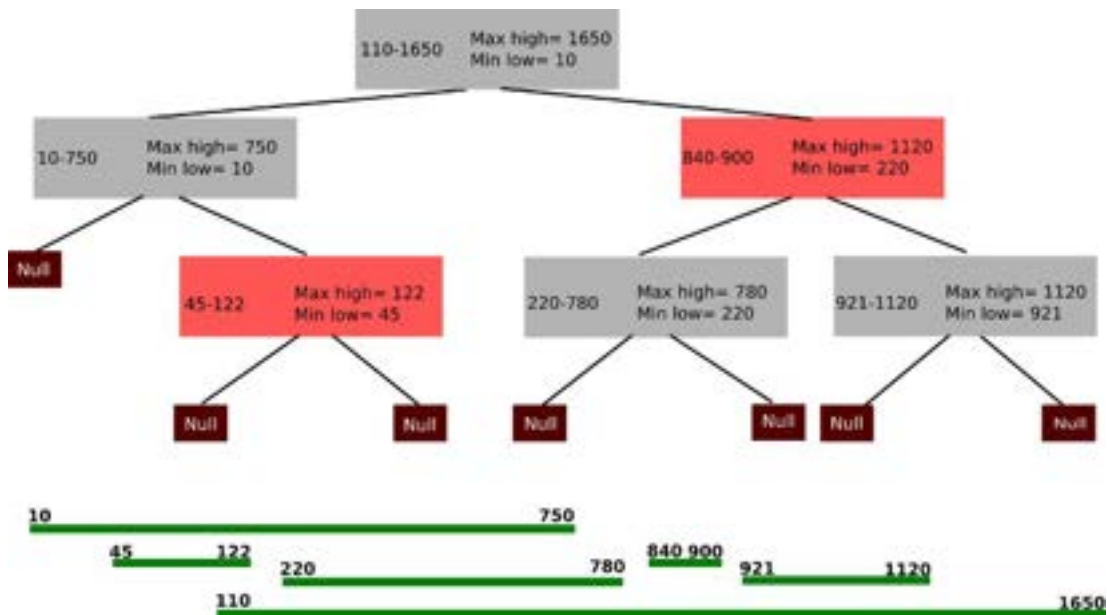 110-1650
Max high= 1650
Min low= 10
10-750
Max high= 750
Min low= 10
840-900
Max high= 1120
Min low= 220
Null
45-122
Max high= 122
Min low= 45
220-780
Max high= 780
Min low= 220
921-1120
Max high= 1120
Min low= 921
Null
Null
Null
Null
Null
Null
10 750
45 122
840 900
220 780
921 1120
110 1650